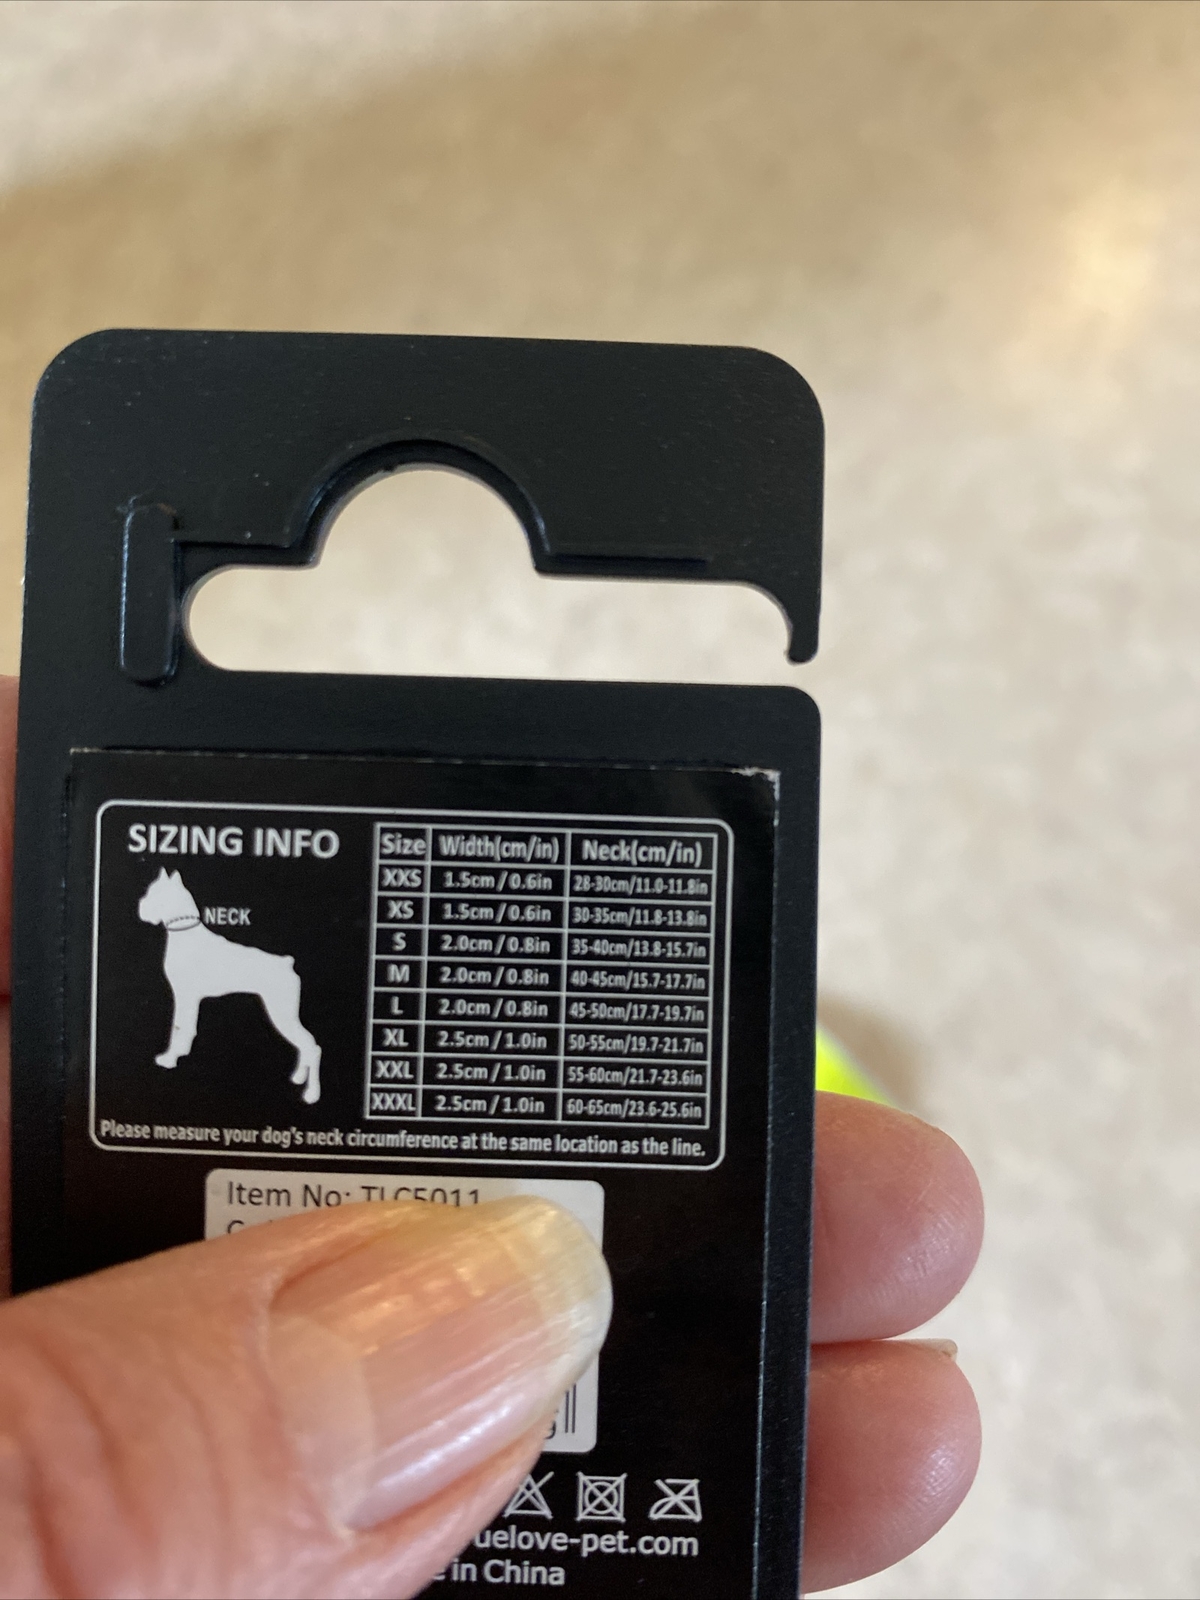 SIZING INFO
NECK
Size Width(cm/in) Neck(cm/in)
XXS 1.5cm/0.6in 28-30cm/11.0-11.8in
XS 1.5cm/0.6in 30-35cm/11.8-13.8in
S 2.0cm/0.8in 35-40cm/13.8-15.7in
M 2.0cm/0.8in 40-45cm/15.7-17.7in
L 2.0cm/0.8in 45-50cm/17.7-19.7in
XL 2.5cm/1.0in 50-55cm/19.7-21.7in
XXL 2.5cm/1.0in 55-60cm/21.7-23.6in
XXXL 2.5cm/1.0in 60-65cm/23.6-25.6in
Please measure your dog's neck circumference at the same location as the line.
Item No: TLC5011
uelove-pet.com
in China